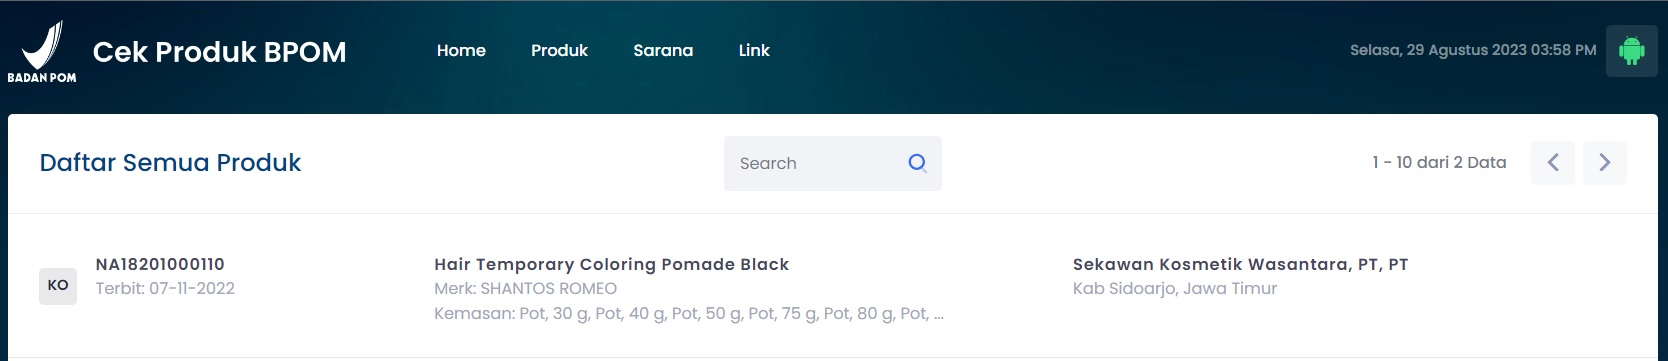 BADAN POM
Cek Produk BPOM
Home Produk Sarana Link
Selasa, 29 Agustus 2023 03:58 PM
Daftar Semua Produk
Search
1 - 10 dari 2 Data
KO
NA18201000110
Terbit: 07-11-2022
Hair Temporary Coloring Pomade Black
Merk: SHANTOS ROMEO
Kemasan: Pot, 30 g, Pot, 40 g, Pot, 50 g, Pot, 75 g, Pot, 80 g, Pot, ...
Sekawan Kosmetik Wasantara, PT, PT
Kab Sidoarjo, Jawa Timur